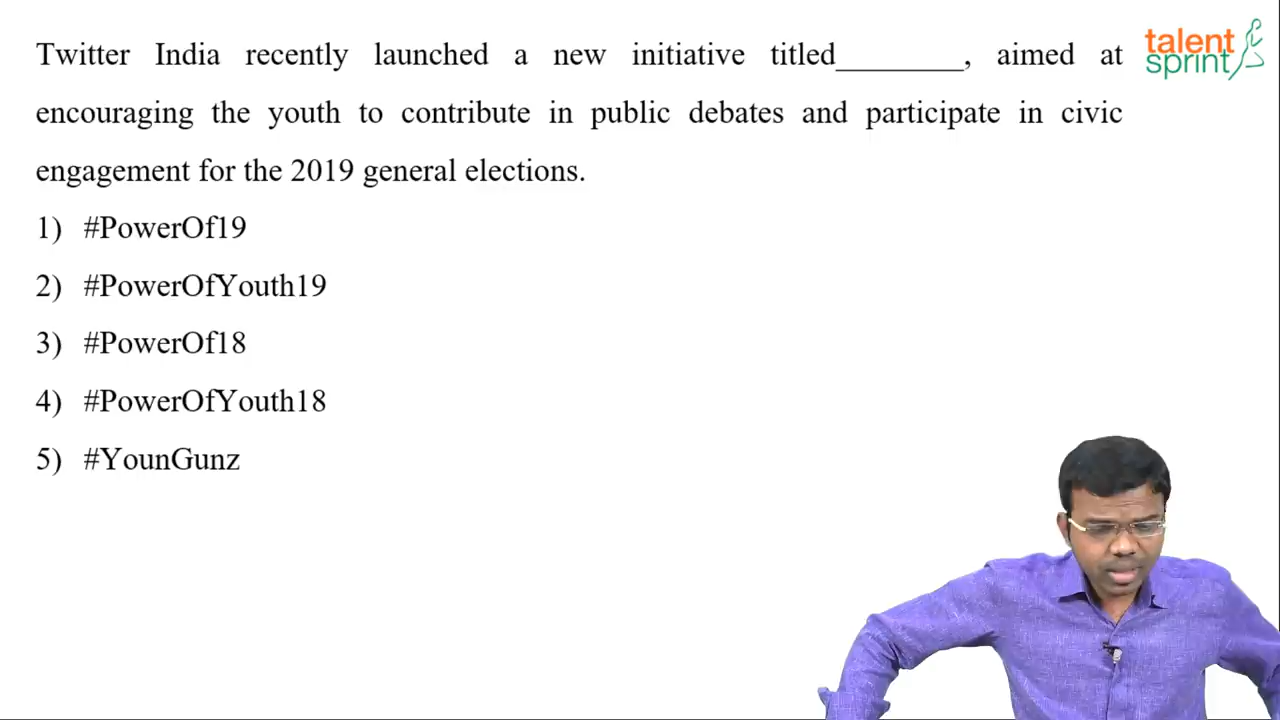 Twitter India recently launched a new initiative titled________, aimed at
encouraging the youth to contribute in public debates and participate in civic
engagement for the 2019 general elections.
1) #PowerOf19
2) #PowerOfYouth19
3) #PowerOf18
4) #PowerOfYouth18
5) #YounGunz
talent
sprint